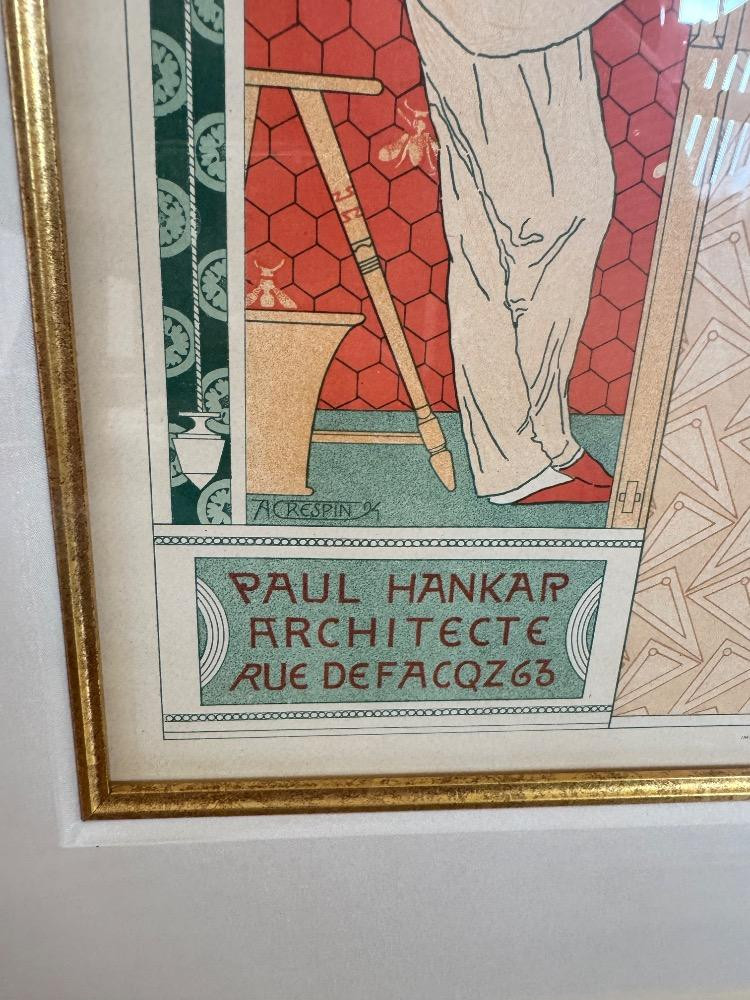 A. CRESPIN 94
PAUL HANKAR
ARCHITECTE
RUE DEFACQZ 63